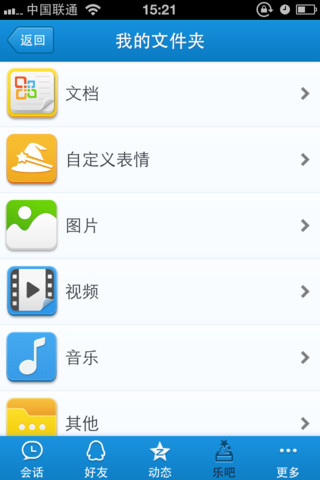 中国联通 15:21
返回 我的文件夹
文档
自定义表情
图片
视频
音乐
其他
会话 好友 动态 乐吧 更多